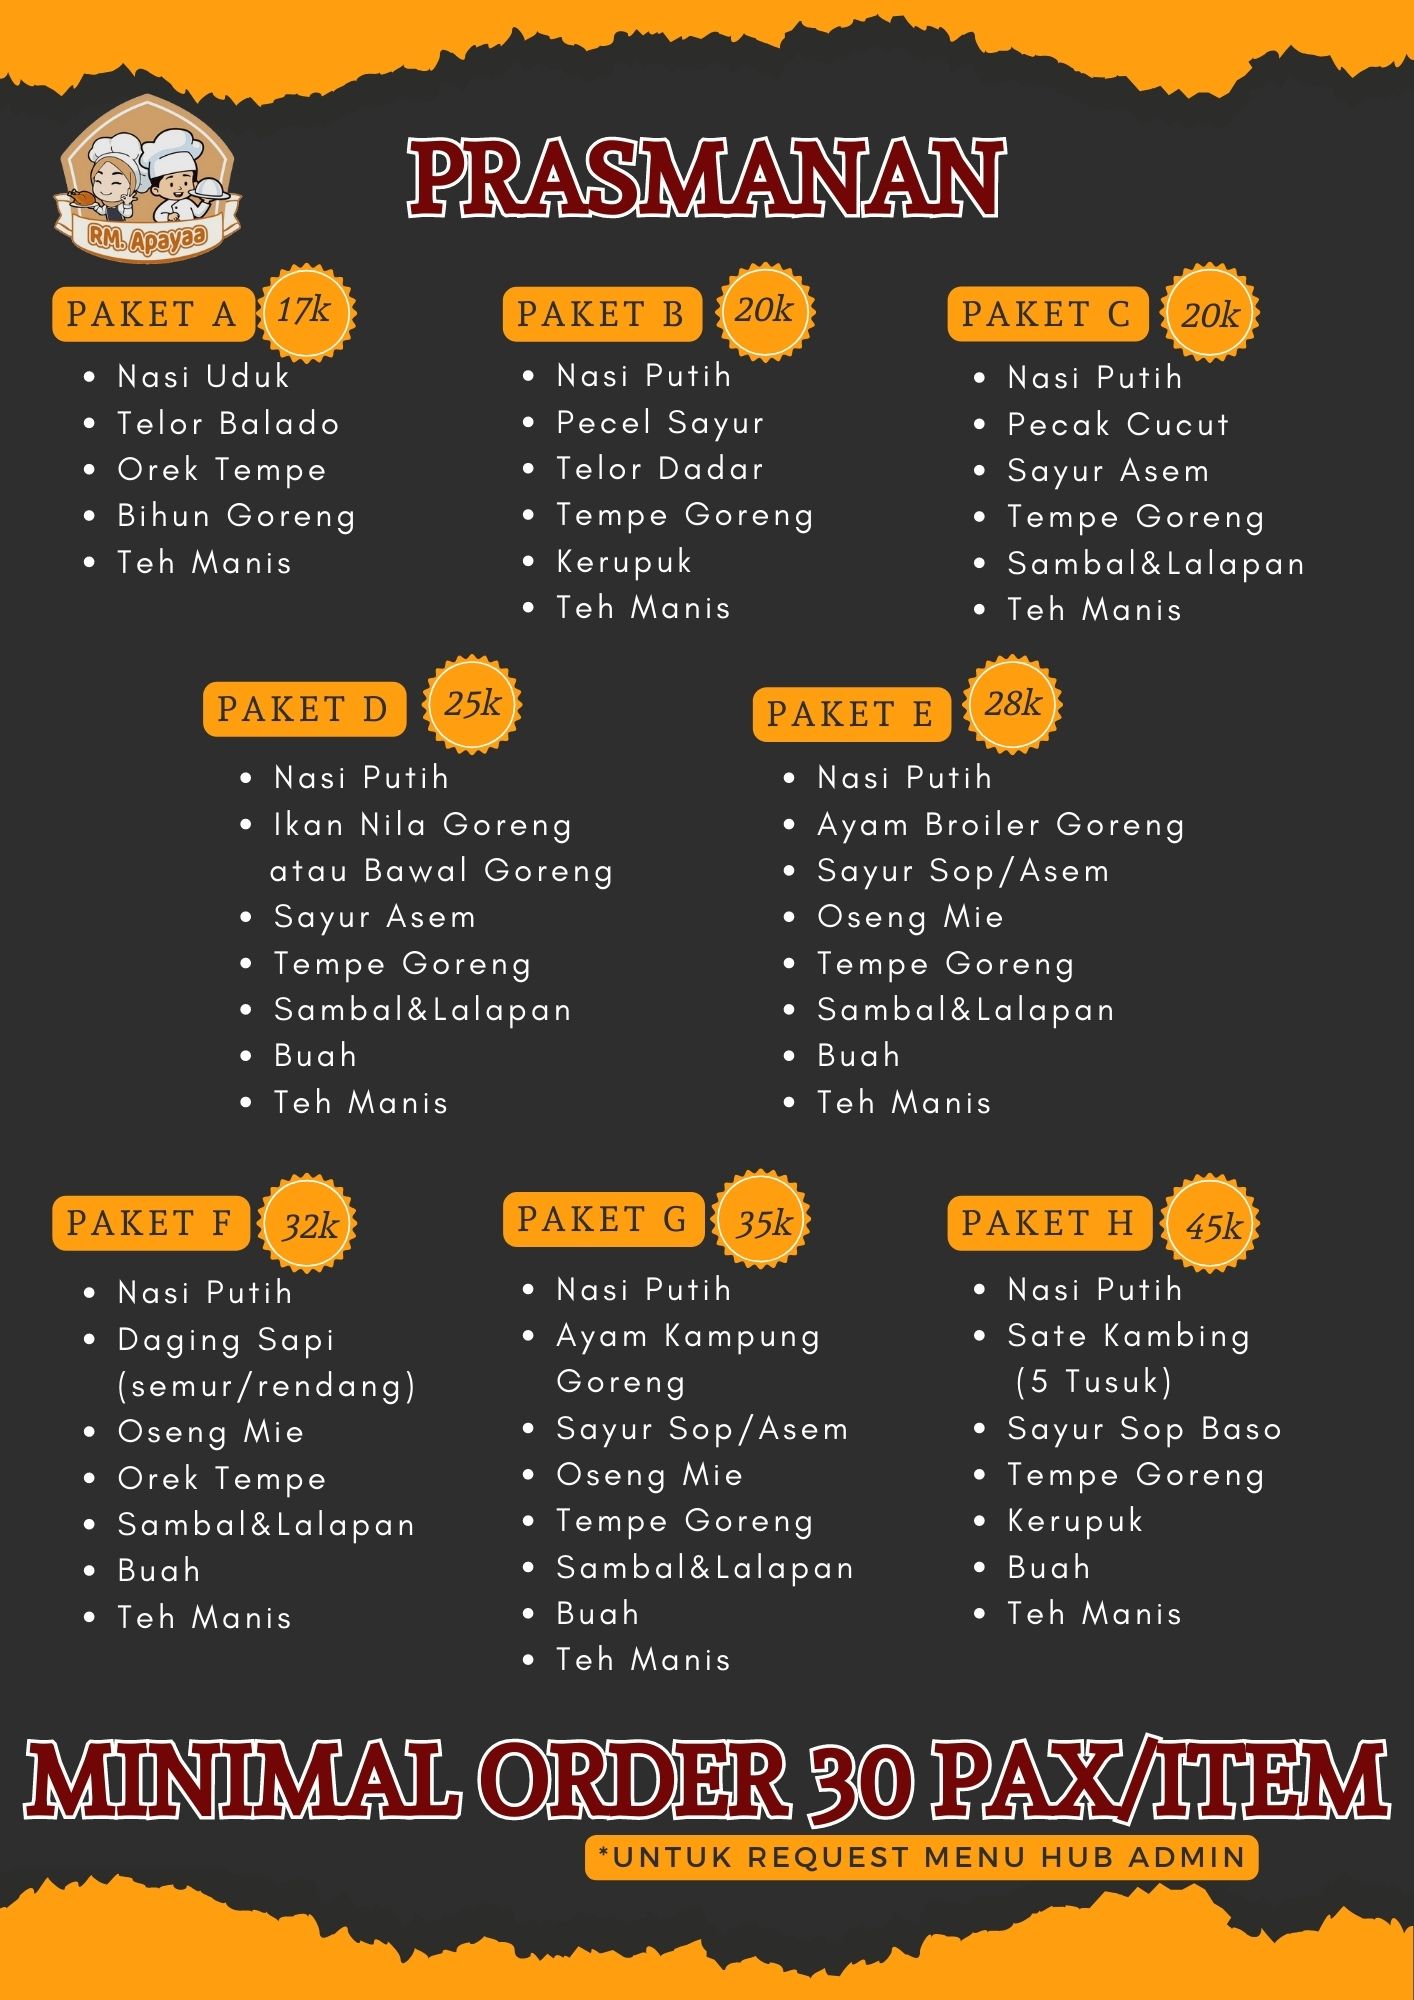 RM. Apayaa
PRASMANAN
PAKET A
17k
Nasi Uduk
Telor Balado
Orek Tempe
Bihun Goreng
Teh Manis
PAKET B
20k
Nasi Putih
Pecel Sayur
Telor Dadar
Tempe Goreng
Kerupuk
Teh Manis
PAKET C
20k
Nasi Putih
Pecak Cucut
Sayur Asem
Tempe Goreng
Sambal&Lalapan
Teh Manis
PAKET D
25k
Nasi Putih
Ikan Nila Goreng
atau Bawal Goreng
Sayur Asem
Tempe Goreng
Sambal&Lalapan
Buah
Teh Manis
PAKET E
28k
Nasi Putih
Ayam Broiler Goreng
Sayur Sop/Asem
Oseng Mie
Tempe Goreng
Sambal&Lalapan
Buah
Teh Manis
PAKET F
32k
Nasi Putih
Daging Sapi
(semur/rendang)
Oseng Mie
Orek Tempe
Sambal&Lalapan
Buah
Teh Manis
PAKET G
35k
Nasi Putih
Ayam Kampung
Goreng
Sayur Sop/Asem
Oseng Mie
Tempe Goreng
Sambal&Lalapan
Buah
Teh Manis
PAKET H
45k
Nasi Putih
Sate Kambing
(5 Tusuk)
Sayur Sop Baso
Tempe Goreng
Kerupuk
Buah
Teh Manis
MINIMAL ORDER 30 PAX/ITEM
*UNTUK REQUEST MENU HUB ADMIN